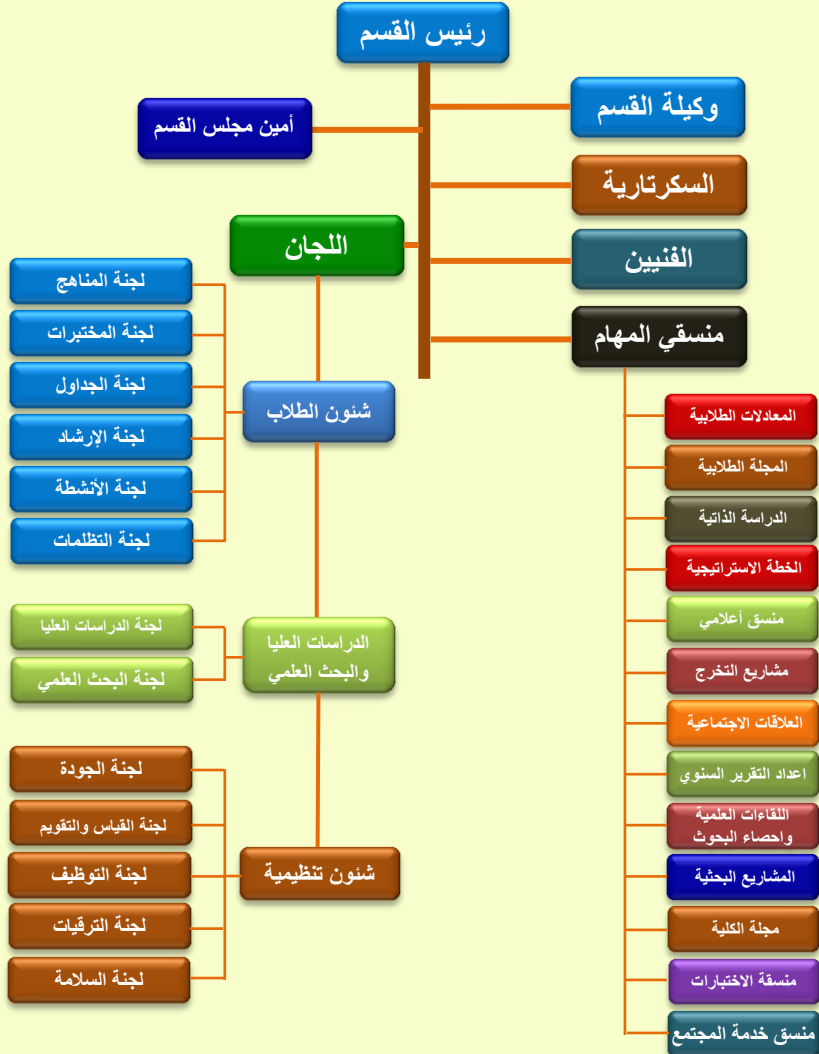 رئيس القسم
وكيلة القسم
أمين مجلس القسم
السكرتارية
الفنيين
منسقي المهام
المعادلات الطلابية
المجلة الطلابية
الدراسة الذاتية
الخطة الاستراتيجية
منسق أعلامي
مشاريع التخرج
العلاقات الاجتماعية
اعداد التقرير السنوي
اللقاءات العلمية
واحصاء البحوث
المشاريع البحثية
مجلة الكلية
منسقة الاختبارات
منسق خدمة المجتمع
اللجان
شئون الطلاب
لجنة المناهج
لجنة المختبرات
لجنة الجداول
لجنة الإرشاد
لجنة الأنشطة
لجنة التظلمات
الدراسات العليا
والبحث العلمي
لجنة الدراسات العليا
لجنة البحث العلمي
شئون تنظيمية
لجنة الجودة
لجنة القياس والتقويم
لجنة التوظيف
لجنة الترقيات
لجنة السلامة